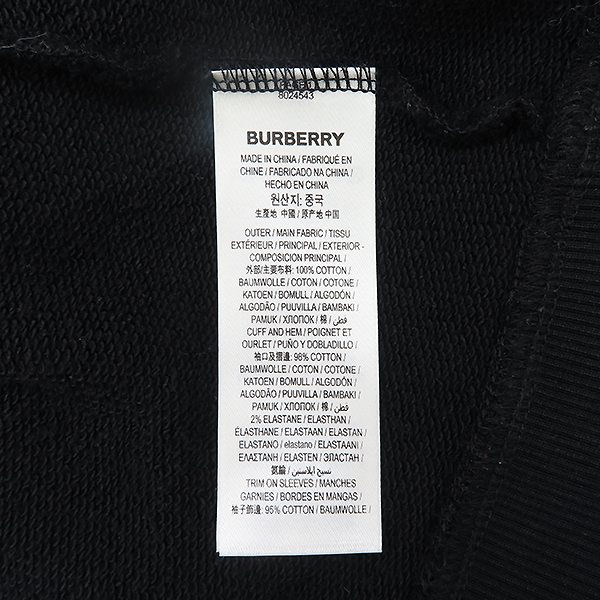 8024543
BURBERRY
MADE IN CHINA / FABRIQUÉ EN
CHINE / FABRICADO NA CHINA /
HECHO EN CHINA
원산지: 중국
生產地 中國 / 原产地 中国
OUTER / MAIN FABRIC / TISSU
EXTÉRIEUR / PRINCIPAL / EXTERIOR -
COMPOSICIÓN PRINCIPAL /
外部/主要布料: 100% COTTON /
BAUMWOLLE / COTON / COTONE /
KATOEN / BOMULL / ALGODÓN /
ALGODÃO / PUUVILLA / BAMBAKI /
PAMUK / ХЛОПОК / 棉 / قطن /
CUFF AND HEM / POIGNET ET
OURLET / PUÑO Y DOBLADILLO /
袖口及摺邊: 98% COTTON /
BAUMWOLLE / COTON / COTONE /
KATOEN / BOMULL / ALGODÓN /
ALGODÃO / PUUVILLA / BAMBAKI /
PAMUK / ХЛОПОК / 棉 / قطن /
2% ELASTANE / ELASTHAN /
ÉLASTHANE / ELASTAAN / ELASTAN /
ELASTANO / elastano / ELASTAANI /
ΕΛΑΣΤΑΝΗ / ELASTEN / ЭЛАСТАН /
氨綸 / نسيج ايلاستين /
TRIM ON SLEEVES / MANCHES
GARNIES / BORDES EN MANGAS /
袖子飾邊: 95% COTTON / BAUMWOLLE /